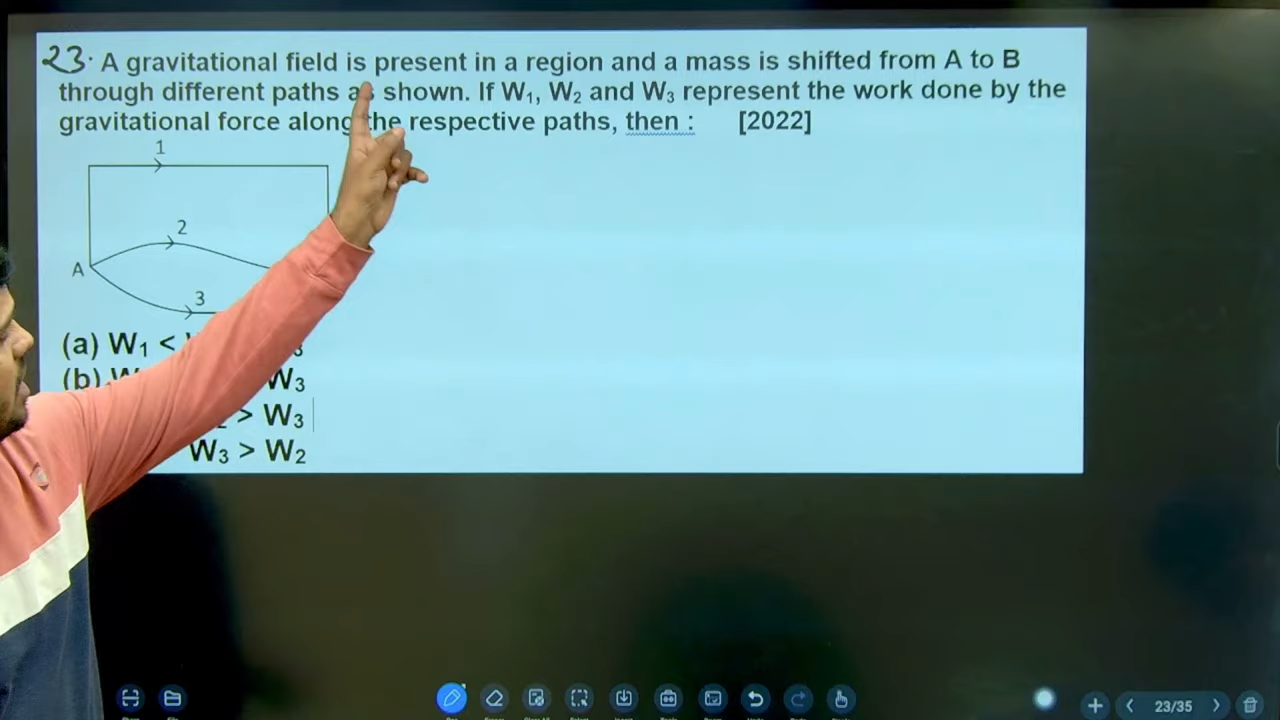 23. A gravitational field is present in a region and a mass is shifted from A to B
through different paths shown. If W₁, W₂ and W₃ represent the work done by the
gravitational force along the respective paths, then : [2022]
1
2
A
3
(a) W₁ <
(b) W₃
> W₃
W₃ > W₂
23/35